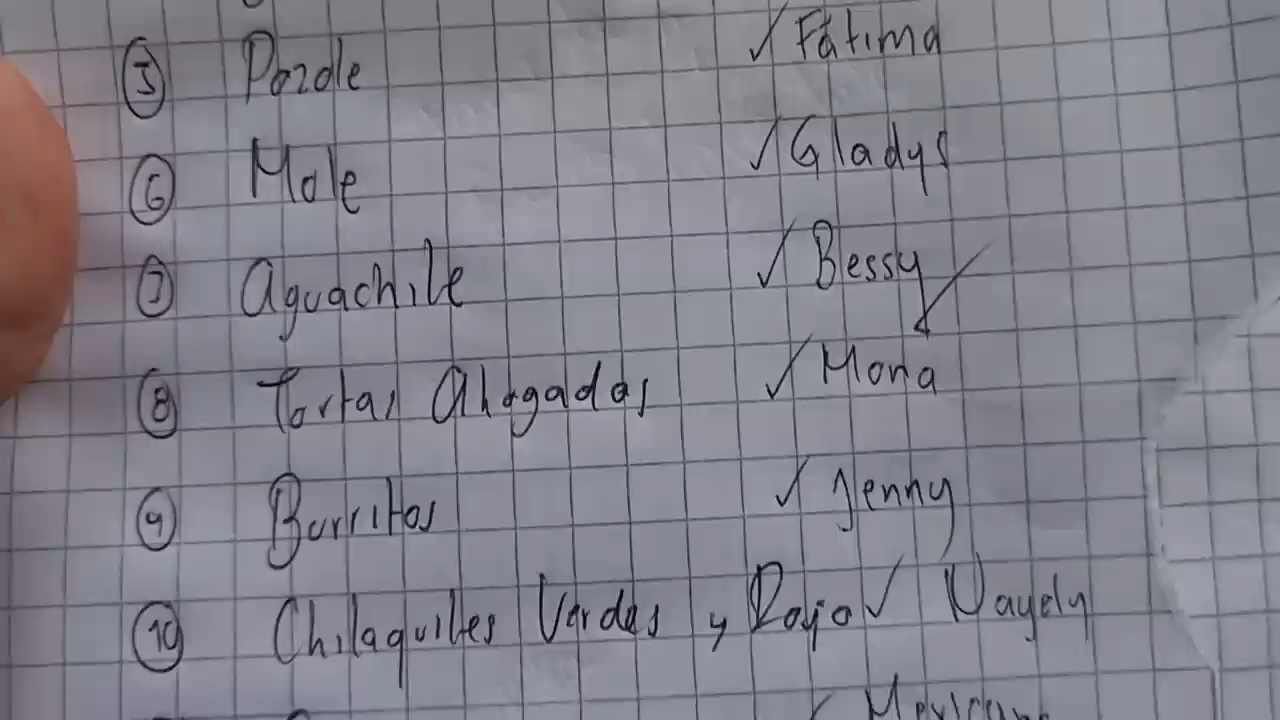 5 Pozole ✓ Fátima
6 Mole ✓ Gladys
7 Aguachile ✓ Bessy
8 Tortas Ahogadas ✓ Mona
9 Burritos ✓ Jenny
10 Chilaquiles Verdes y Rojo ✓ Nayely